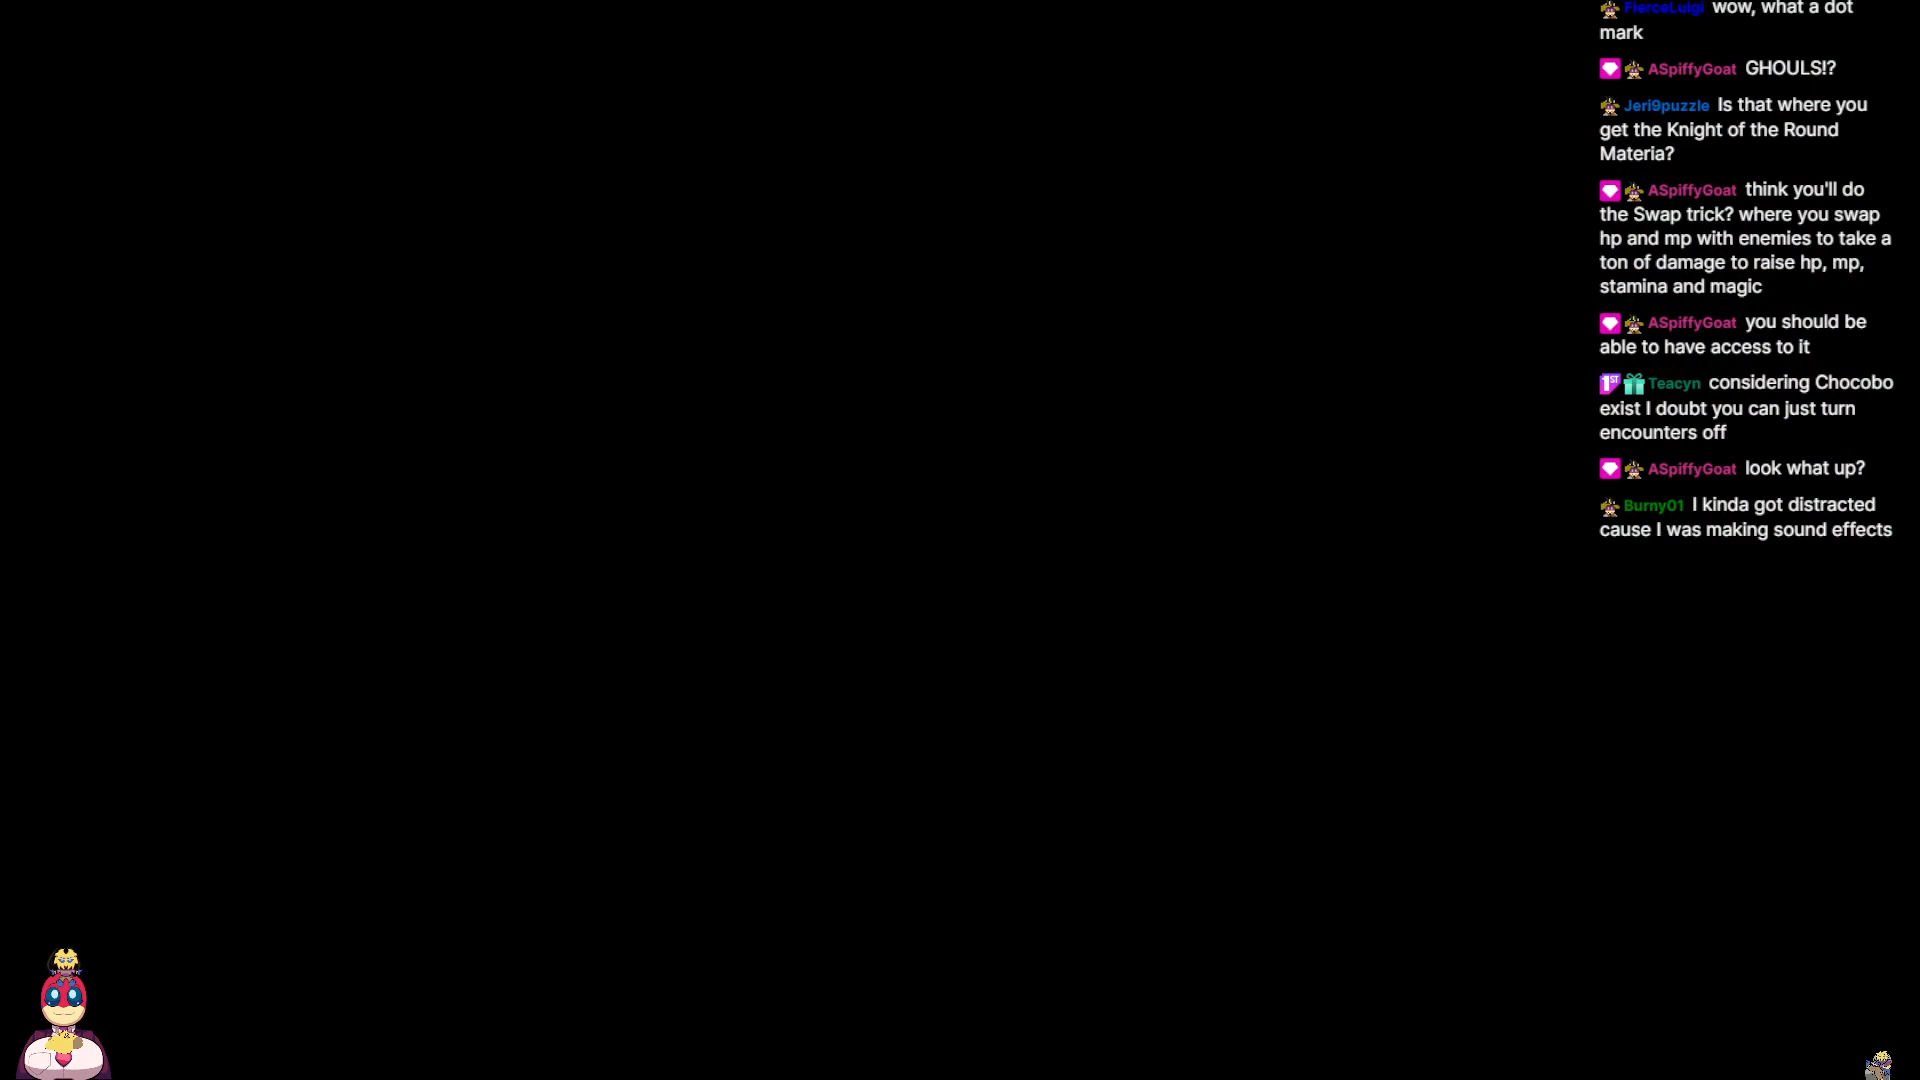 FierceLuigi wow, what a dot
mark
ASpiffyGoat GHOULS!?
Jeri9puzzle Is that where you
get the Knight of the Round
Materia?
ASpiffyGoat think you'll do
the Swap trick? where you swap
hp and mp with enemies to take a
ton of damage to raise hp, mp,
stamina and magic
ASpiffyGoat you should be
able to have access to it
1ST Teacyn considering Chocobo
exist I doubt you can just turn
encounters off
ASpiffyGoat look what up?
Burny01 I kinda got distracted
cause I was making sound effects